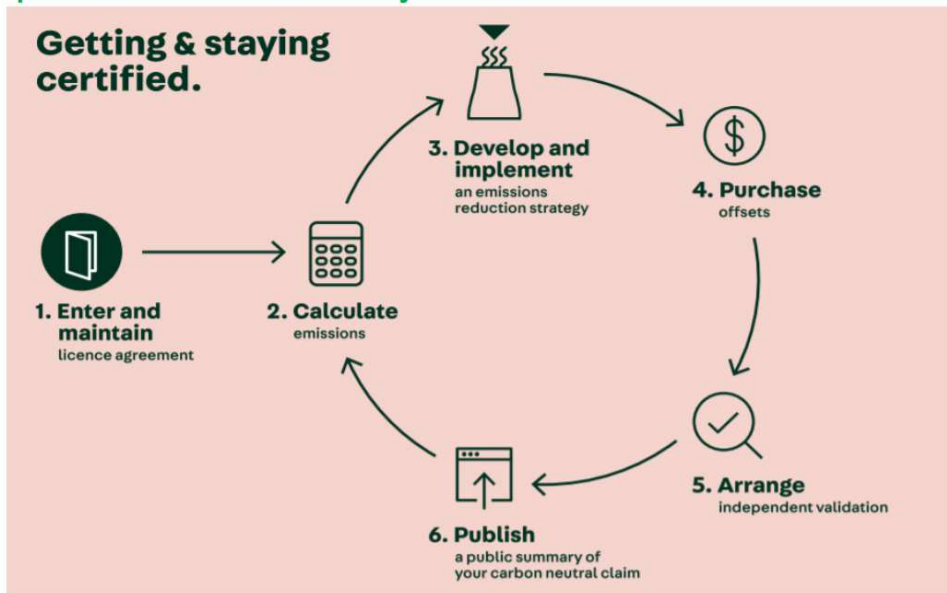 Getting & staying
certified.
1. Enter and
maintain
licence agreement
2. Calculate
emissions
3. Develop and
implement
an emissions
reduction strategy
$
4. Purchase
offsets
5. Arrange
independent validation
6. Publish
a public summary of
your carbon neutral claim